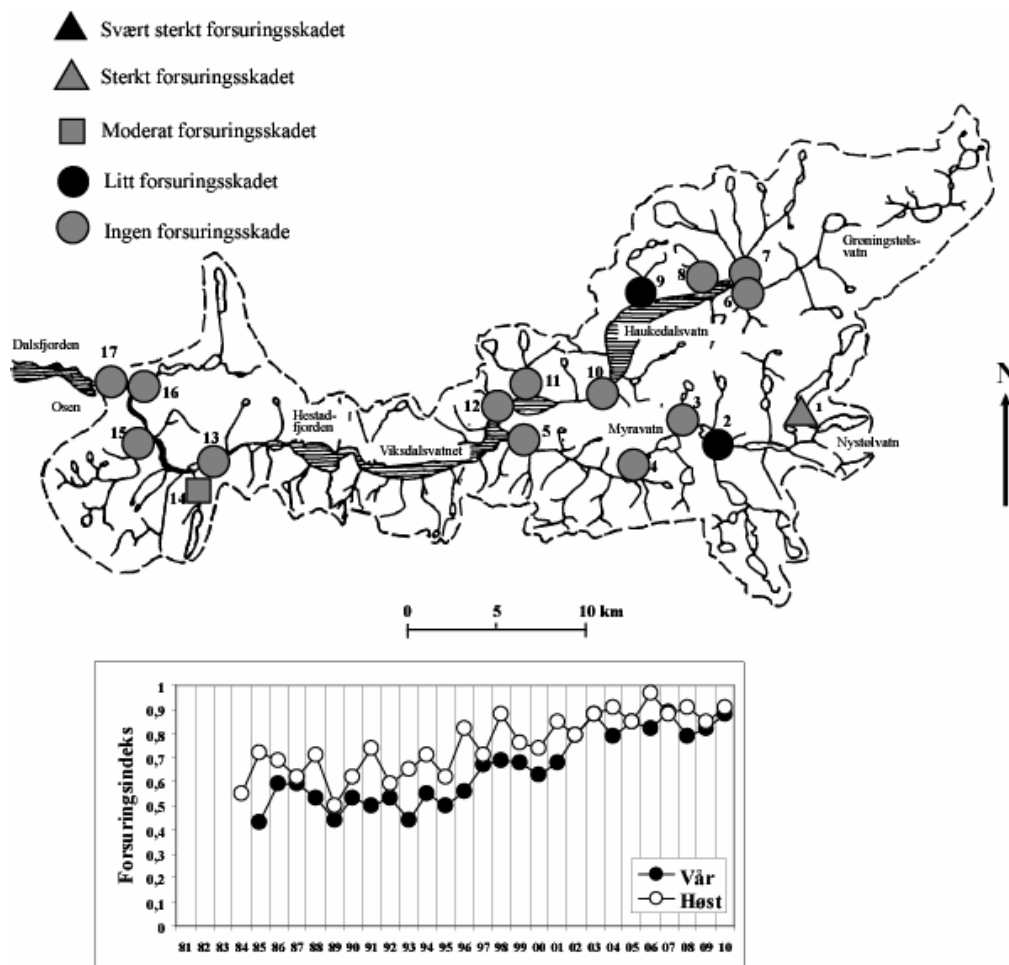 Svært sterkt forsuringsskadet
Sterkt forsuringsskadet
Moderat forsuringsskadet
Litt forsuringsskadet
Ingen forsuringsskade
Grøningstøls-
vatn
7
8
9
6
Haukedalsvatn
Dalsfjorden
17
Osen
16
11
10
12
3
1
N
2
Hestad-
fjorden
Myravatn
15
13
5
Viksdalsvatnet
Nystølvatn
4
14
0 5 10 km
Forsuringsindeks
1
0,9
0,8
0,7
0,6
0,5
0,4
0,3
0,2
0,1
0
Vår
Høst
81 82 83 84 85 86 87 88 89 90 91 92 93 94 95 96 97 98 99 00 01 02 03 04 05 06 07 08 09 10